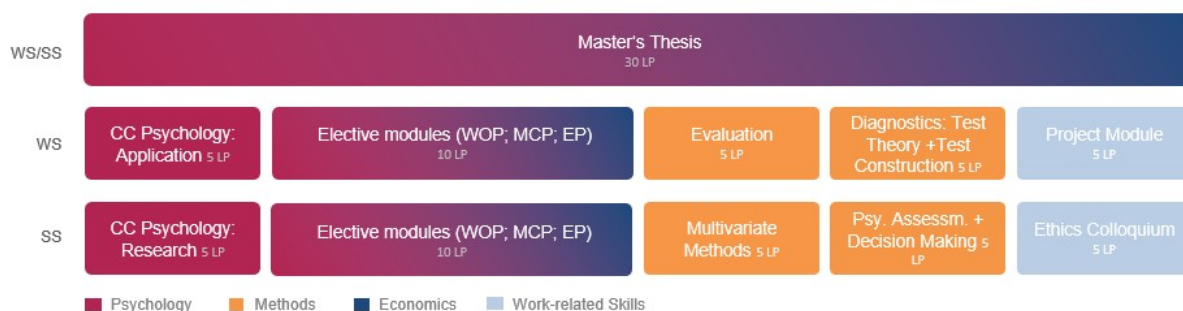 WS/SS
Master's Thesis
30 LP
WS
CC Psychology:
Application 5 LP
Elective modules (WOP; MCP; EP)
10 LP
Evaluation
5 LP
Diagnostics: Test
Theory +Test
Construction 5 LP
Project Module
5 LP
SS
CC Psychology:
Research 5 LP
Elective modules (WOP; MCP; EP)
10 LP
Multivariate
Methods 5 LP
Psy. Assessm. +
Decision Making 5
LP
Ethics Colloquium
5 LP
Psychology
Methods
Economics
Work-related Skills